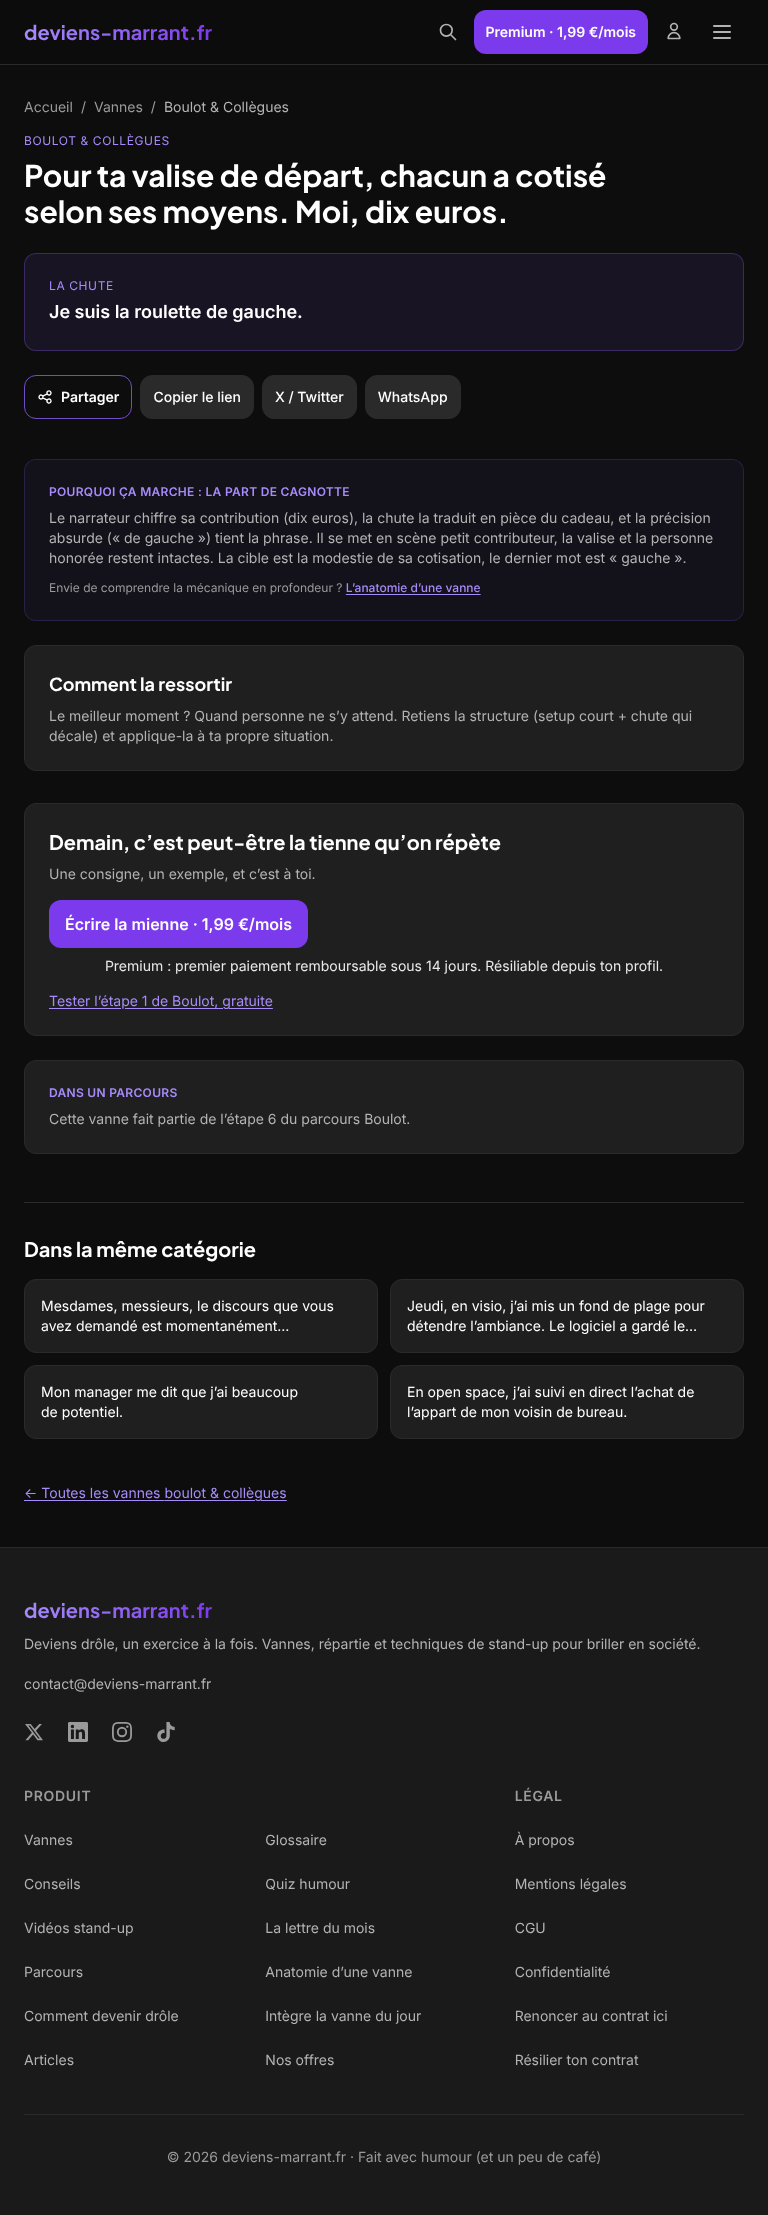 deviens-marrant.fr
Premium · 1,99 €/mois
Accueil / Vannes / Boulot & Collègues
BOULOT & COLLÈGUES
Pour ta valise de départ, chacun a cotisé
selon ses moyens. Moi, dix euros.
LA CHUTE
Je suis la roulette de gauche.
Partager
Copier le lien
X / Twitter
WhatsApp
POURQUOI ÇA MARCHE : LA PART DE CAGNOTTE
Le narrateur chiffre sa contribution (dix euros), la chute la traduit en pièce du cadeau, et la précision
absurde (« de gauche ») tient la phrase. Il se met en scène petit contributeur, la valise et la personne
honorée restent intactes. La cible est la modestie de sa cotisation, le dernier mot est « gauche ».
Envie de comprendre la mécanique en profondeur ? L’anatomie d’une vanne
Comment la ressortir
Le meilleur moment ? Quand personne ne s’y attend. Retiens la structure (setup court + chute qui
décale) et applique-la à ta propre situation.
Demain, c’est peut-être la tienne qu’on répète
Une consigne, un exemple, et c’est à toi.
Écrire la mienne · 1,99 €/mois
Premium : premier paiement remboursable sous 14 jours. Résiliable depuis ton profil.
Tester l’étape 1 de Boulot, gratuite
DANS UN PARCOURS
Cette vanne fait partie de l’étape 6 du parcours Boulot.
Dans la même catégorie
Mesdames, messieurs, le discours que vous
avez demandé est momentanément…
Jeudi, en visio, j’ai mis un fond de plage pour
détendre l’ambiance. Le logiciel a gardé le…
Mon manager me dit que j’ai beaucoup
de potentiel.
En open space, j’ai suivi en direct l’achat de
l’appart de mon voisin de bureau.
← Toutes les vannes boulot & collègues
deviens-marrant.fr
Deviens drôle, un exercice à la fois. Vannes, répartie et techniques de stand-up pour briller en société.
contact@deviens-marrant.fr
PRODUIT
Vannes
Conseils
Vidéos stand-up
Parcours
Comment devenir drôle
Articles
Glossaire
Quiz humour
La lettre du mois
Anatomie d’une vanne
Intègre la vanne du jour
Nos offres
LÉGAL
À propos
Mentions légales
CGU
Confidentialité
Renoncer au contrat ici
Résilier ton contrat
© 2026 deviens-marrant.fr · Fait avec humour (et un peu de café)